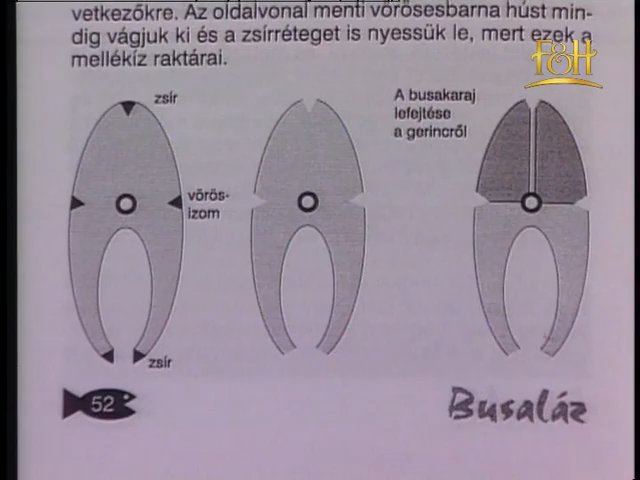 vetkezőkre. Az oldalvonal menti vörösesbarna húst min-
dig vágjuk ki és a zsírréteget is nyessük le, mert ezek a
mellékíz raktárai.
F&H
zsír
A busakaraj
lefejtése
a gerincről
vörös-
izom
zsír
52
Busaláz